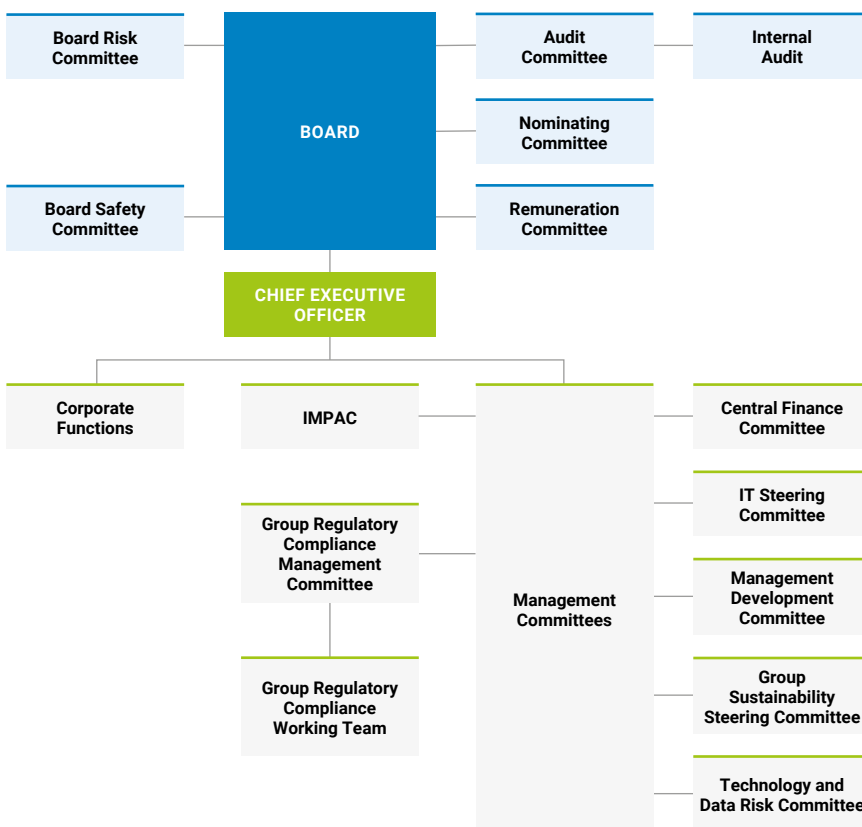 Board Risk
Committee
BOARD
Audit
Committee
Internal
Audit
Nominating
Committee
Board Safety
Committee
Remuneration
Committee
CHIEF EXECUTIVE
OFFICER
Corporate
Functions
IMPAC
Central Finance
Committee
IT Steering
Committee
Group Regulatory
Compliance
Management
Committee
Management
Committees
Management
Development
Committee
Group Regulatory
Compliance
Working Team
Group
Sustainability
Steering Committee
Technology and
Data Risk Committee